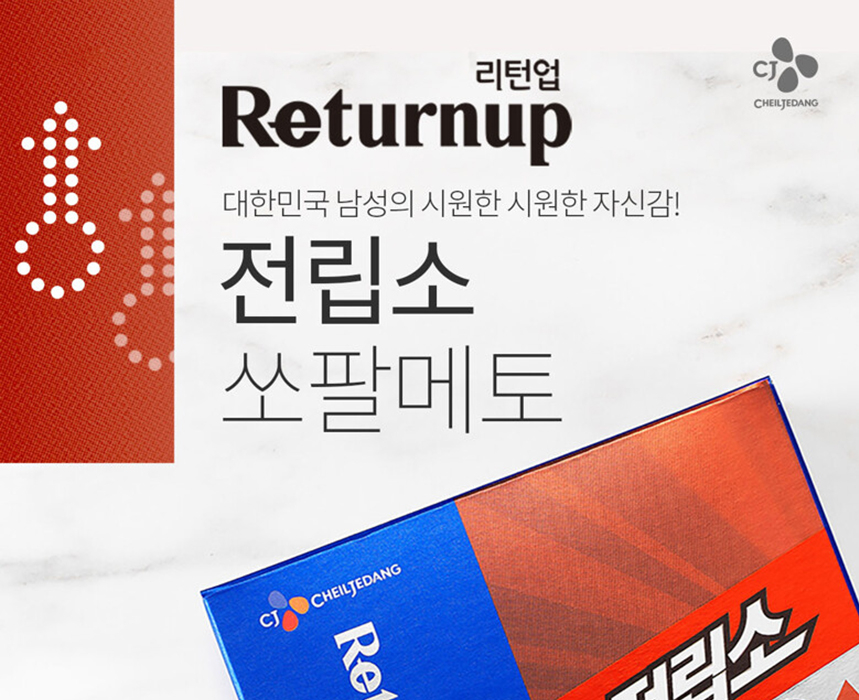 리턴업
Returnup
CJ
CHEILJEDANG
대한민국 남성의 시원한 시원한 자신감!
전립소
쏘팔메토
CJ CHEILJEDANG
Ret
전립소